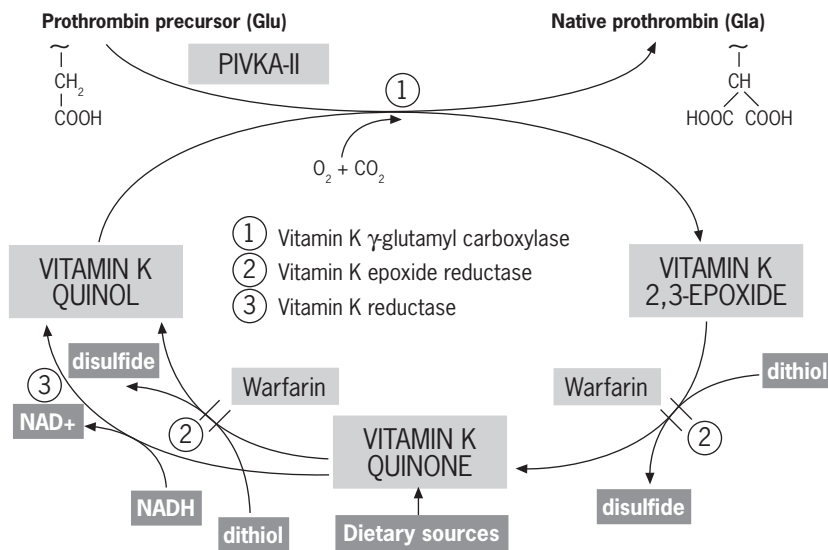 Prothrombin precursor (Glu)
Native prothrombin (Gla)
PIVKA-II
~
CH2
COOH
~
CH
HOOC COOH
1
O2 + CO2
1 Vitamin K γ-glutamyl carboxylase
2 Vitamin K epoxide reductase
3 Vitamin K reductase
VITAMIN K
QUINOL
VITAMIN K
2,3-EPOXIDE
disulfide
Warfarin
Warfarin
dithiol
3
NAD+
2
2
VITAMIN K
QUINONE
NADH
dithiol
Dietary sources
disulfide